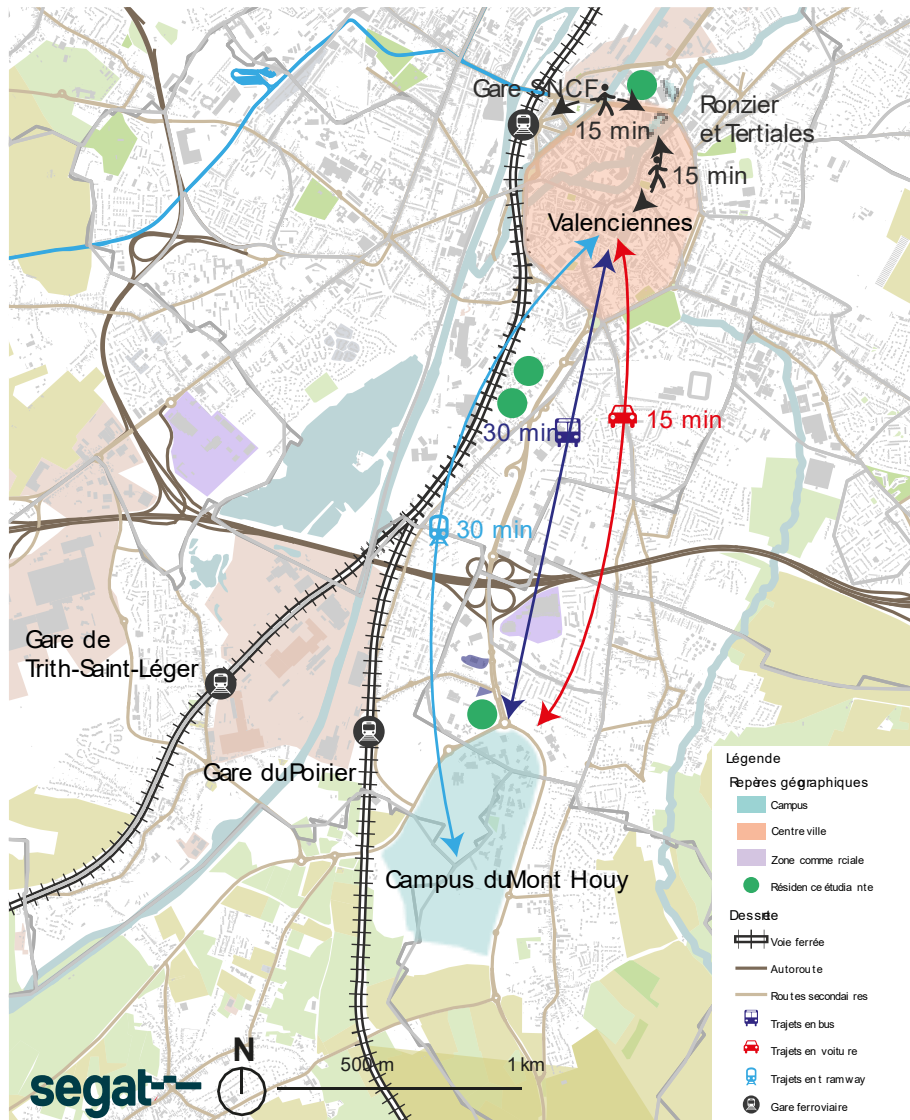 Gare SNCF
Ronzier
et Tertiales
15 min
15 min
Valenciennes
30 min
15 min
30 min
Gare de
Trith-Saint-Léger
Gare du Poirier
Campus du Mont Houy
Légende
Repères géographiques
Campus
Centre ville
Zone commerciale
Résidence étudiante
Desserte
Voie ferrée
Autoroute
Routes secondaires
Trajets en bus
Trajets en voiture
Trajets en tramway
Gare ferroviaire
N
500 m
1 km
segat